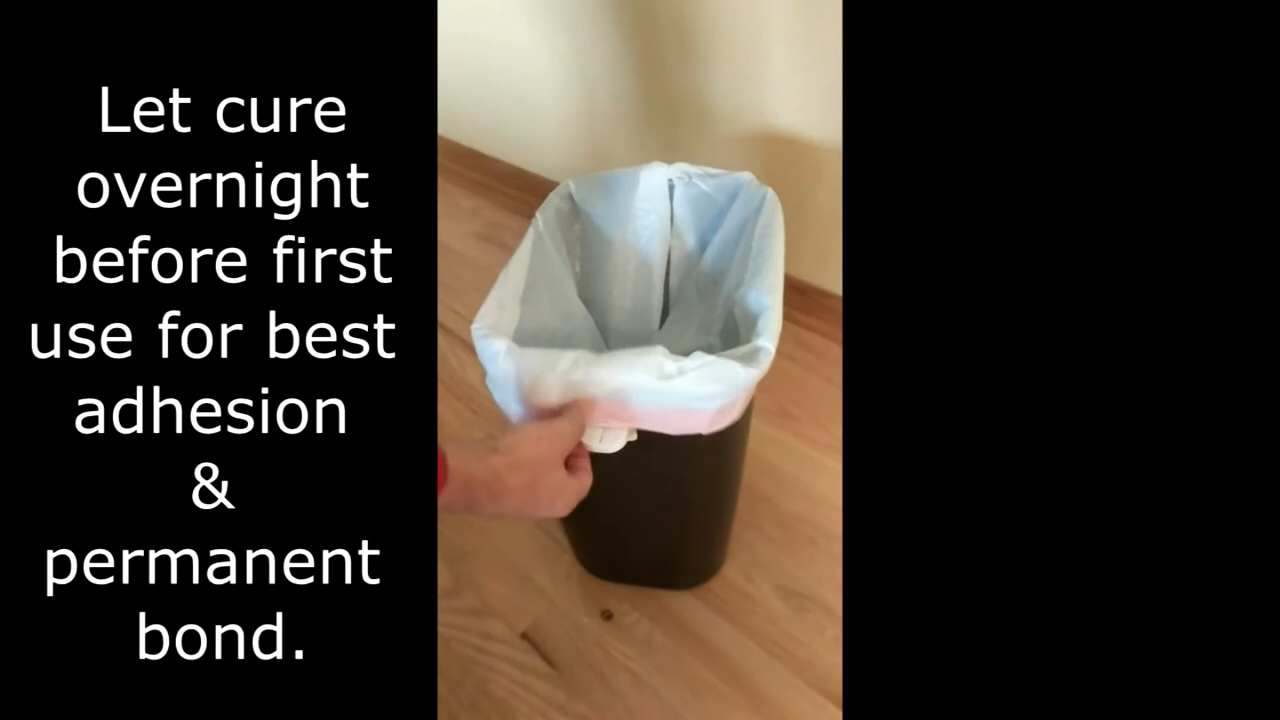 Let cure
overnight
before first
use for best
adhesion
&
permanent
bond.